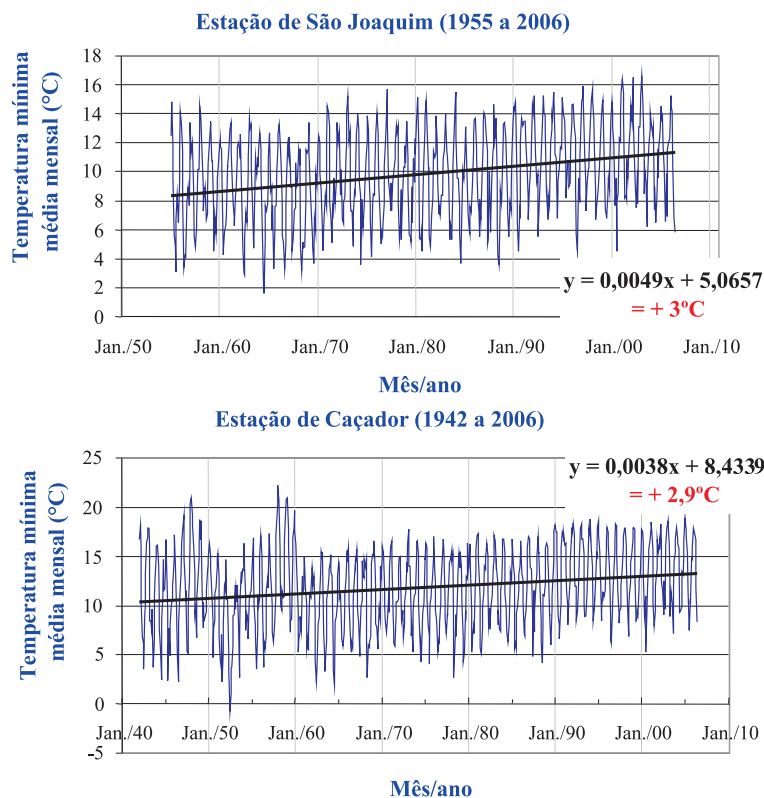 Estação de São Joaquim (1955 a 2006)
Temperatura mínima
média mensal (°C)
18
16
14
12
10
8
6
4
2
0
y = 0,0049x + 5,0657
= + 3ºC
Jan./50 Jan./60 Jan./70 Jan./80 Jan./90 Jan./00 Jan./10
Mês/ano
Estação de Caçador (1942 a 2006)
Temperatura mínima
média mensal (°C)
25
20
15
10
5
0
-5
y = 0,0038x + 8,4339
= + 2,9ºC
Jan./40 Jan./50 Jan./60 Jan./70 Jan./80 Jan./90 Jan./00 Jan./10
Mês/ano